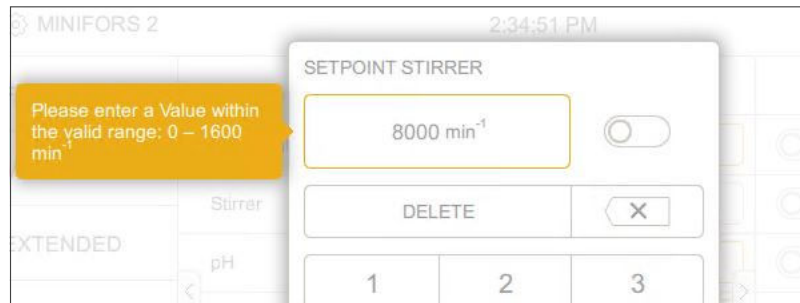 MINIFORS 2
2:34:51 PM
SETPOINT STIRRER
Please enter a Value within
the valid range: 0 – 1600
min⁻¹
8000 min⁻¹
Stirrer
DELETE
EXTENDED
pH
1 2 3